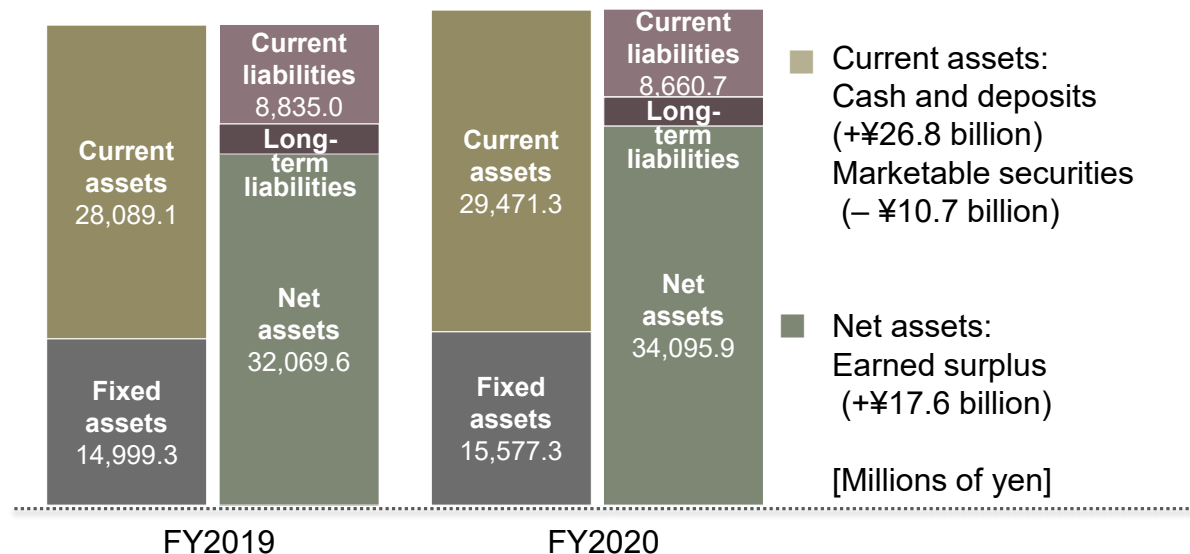 Current
assets
28,089.1
Fixed
assets
14,999.3
Current
liabilities
8,835.0
Long-
term
liabilities
Net
assets
32,069.6
FY2019
Current
assets
29,471.3
Fixed
assets
15,577.3
Current
liabilities
8,660.7
Long-
term
liabilities
Net
assets
34,095.9
FY2020
Current assets:
Cash and deposits
(+¥26.8 billion)
Marketable securities
(– ¥10.7 billion)
Net assets:
Earned surplus
(+¥17.6 billion)
[Millions of yen]